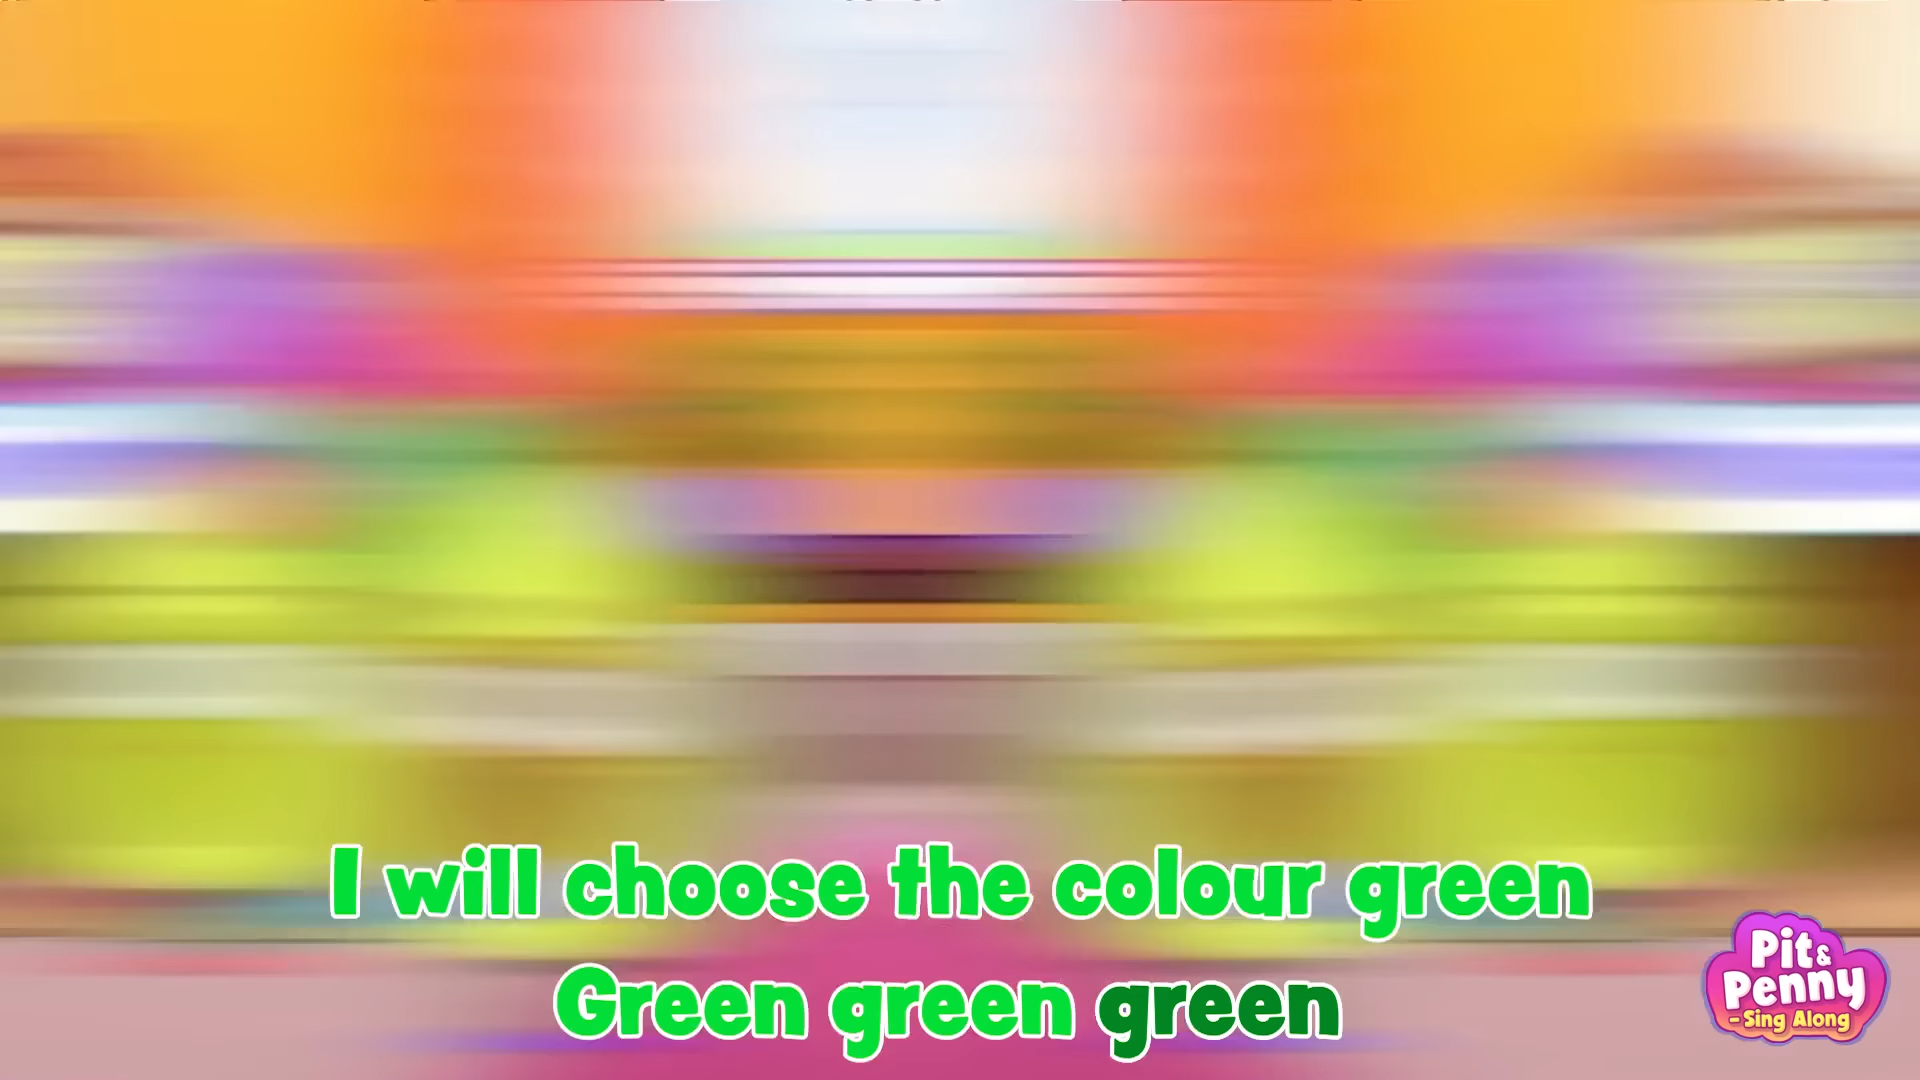 I will choose the colour green
Green green green
Pit &
Penny
- Sing Along